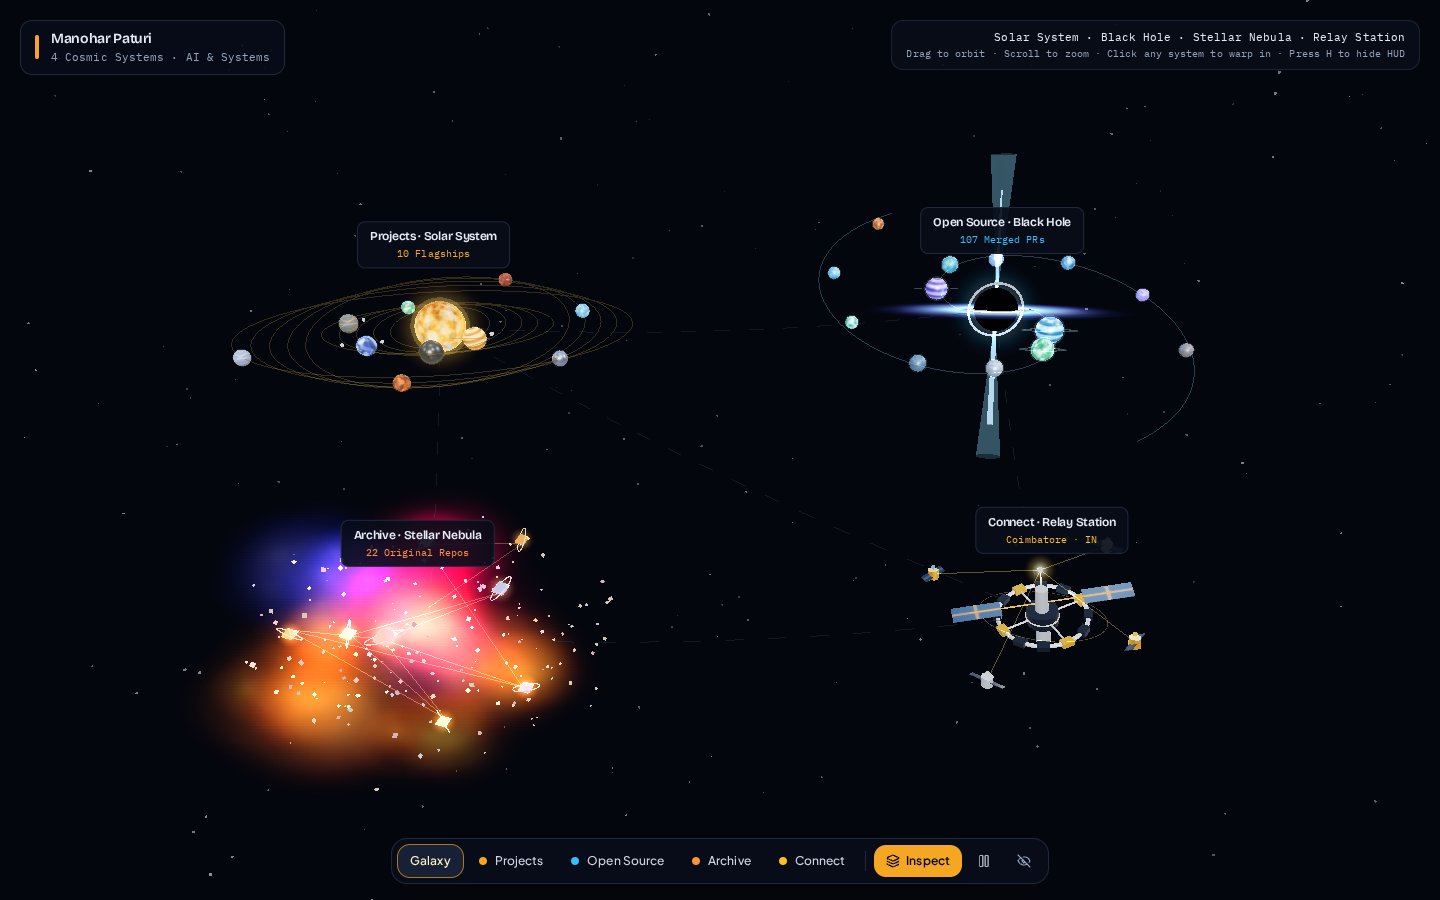 Manohar Paturi
4 Cosmic Systems · AI & Systems
Solar System · Black Hole · Stellar Nebula · Relay Station
Drag to orbit · Scroll to zoom · Click any system to warp in · Press H to hide HUD
Projects · Solar System
10 Flagships
Open Source · Black Hole
107 Merged PRs
Archive · Stellar Nebula
22 Original Repos
Connect · Relay Station
Coimbatore · IN
Galaxy
Projects
Open Source
Archive
Connect
Inspect